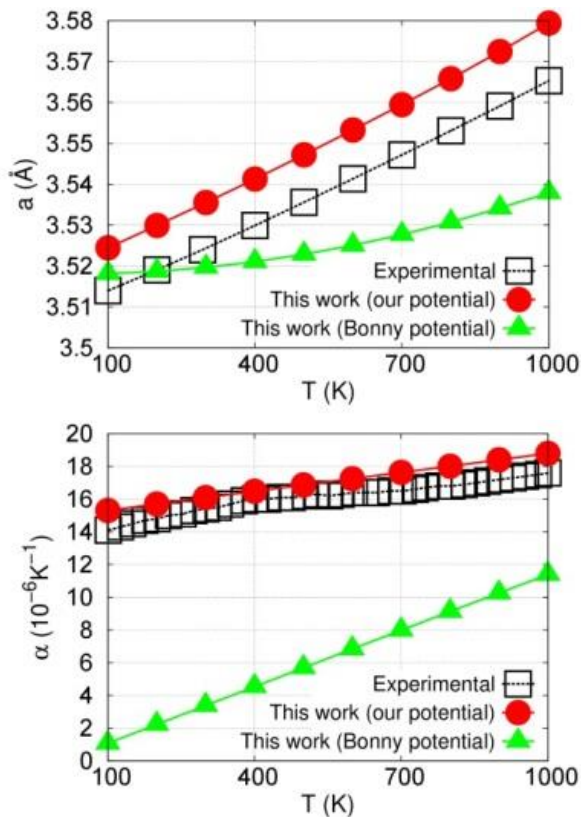 3.58
3.57
3.56
3.55
3.54
3.53
3.52
3.51
3.5
a (Å)
Experimental
This work (our potential)
This work (Bonny potential)
100 400 700 1000
T (K)
20
18
16
14
12
10
8
6
4
2
0
α (10⁻⁶K⁻¹)
Experimental
This work (our potential)
This work (Bonny potential)
100 400 700 1000
T (K)